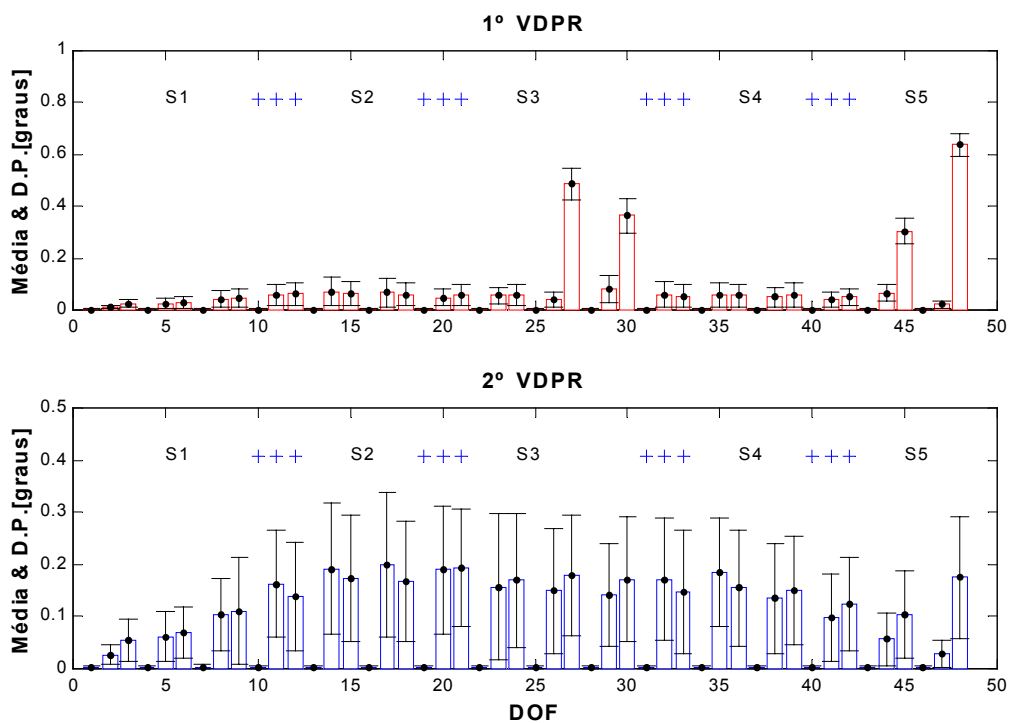 1º VDPR
Média & D.P.[graus]
1
0.8
0.6
0.4
0.2
0
S1 S2 S3 S4 S5
0 5 10 15 20 25 30 35 40 45 50
2º VDPR
Média & D.P.[graus]
0.5
0.4
0.3
0.2
0.1
0
S1 S2 S3 S4 S5
0 5 10 15 20 25 30 35 40 45 50
DOF